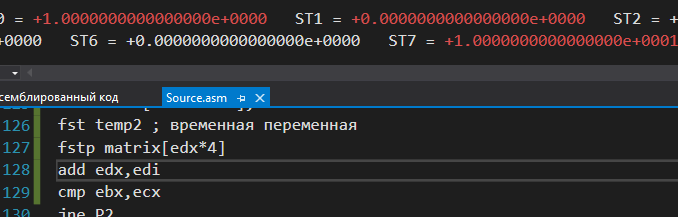 0 = +1.0000000000000000e+0000 ST1 = +0.0000000000000000e+0000 ST2 = +
e+0000 ST6 = +0.0000000000000000e+0000 ST7 = +1.0000000000000000e+0001
семблированный код Source.asm
126 fst temp2 ; временная переменная
127 fstp matrix[edx*4]
128 add edx,edi
129 cmp ebx,ecx
130 jne P2